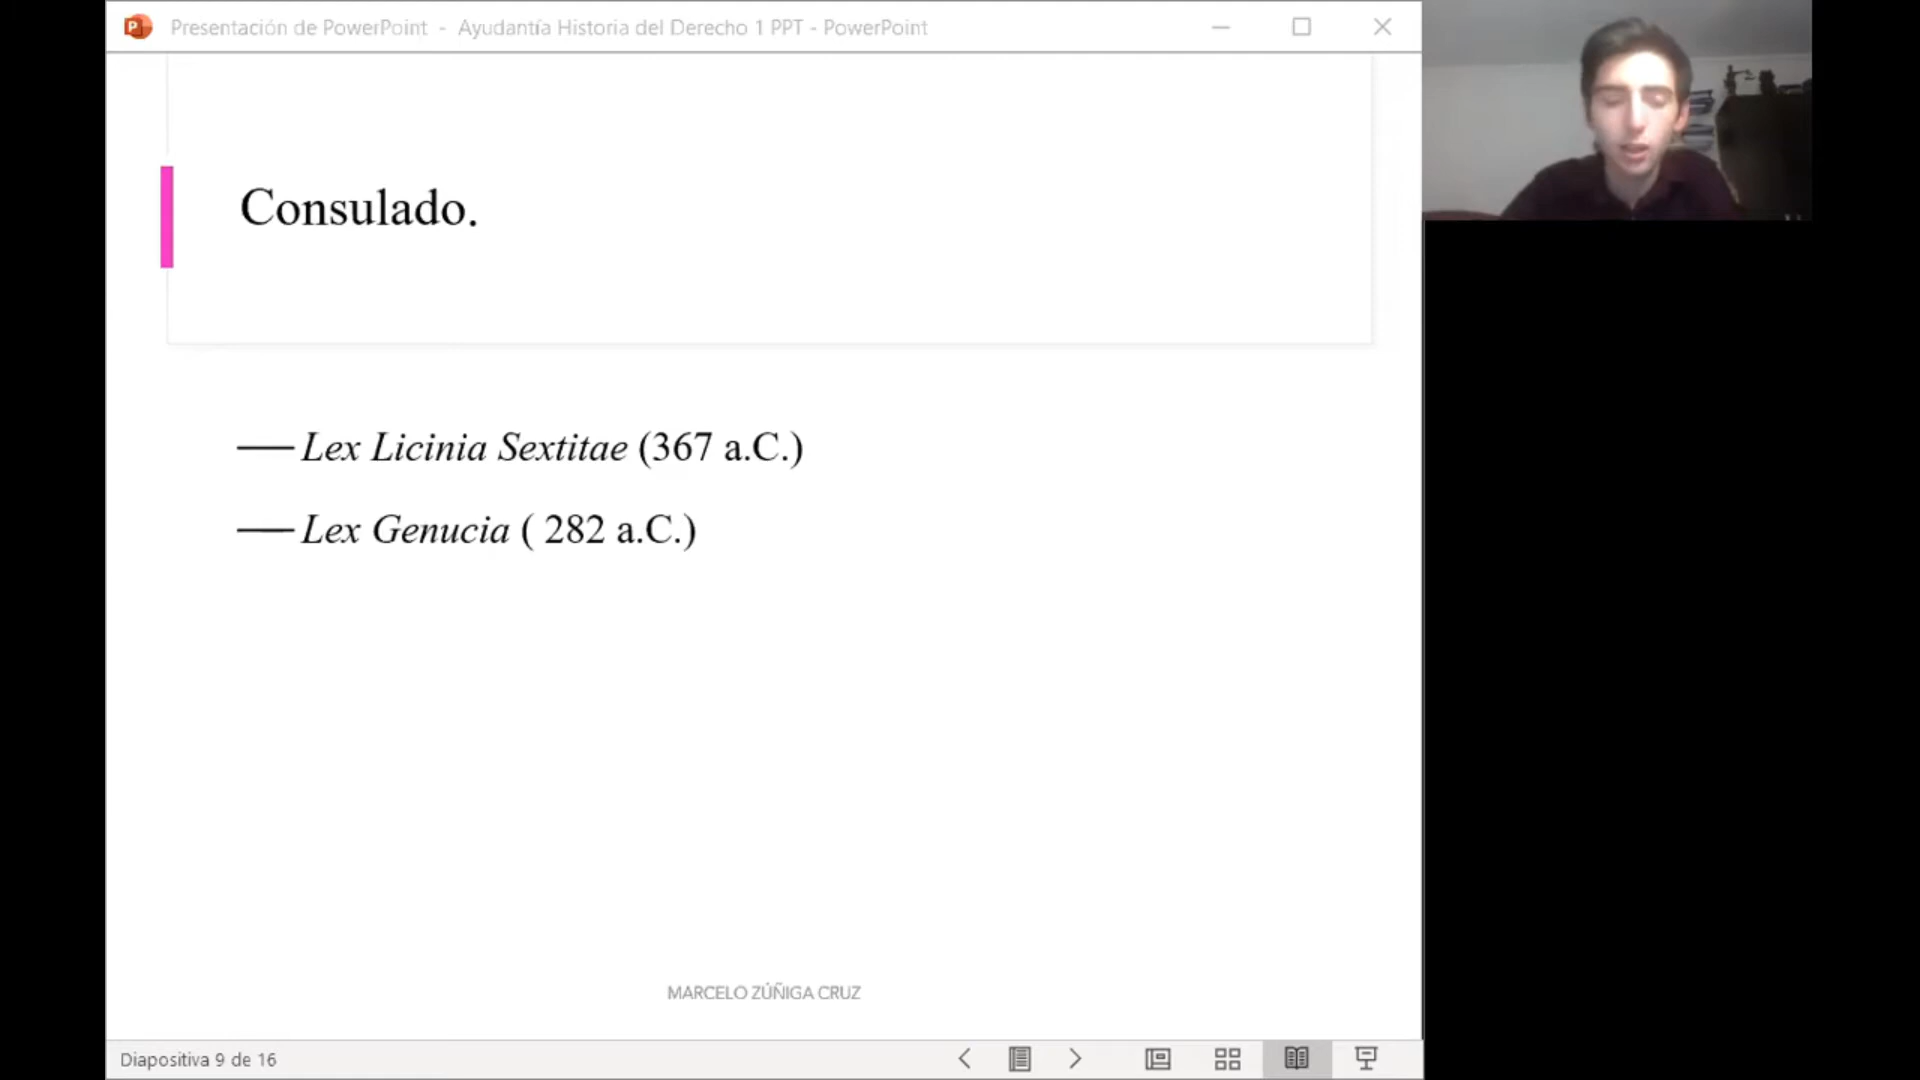 Presentación de PowerPoint - Ayudantía Historia del Derecho 1 PPT - PowerPoint
Consulado.
Lex Licinia Sextitae (367 a.C.)
Lex Genucia ( 282 a.C.)
MARCELO ZÚÑIGA CRUZ
Diapositiva 9 de 16